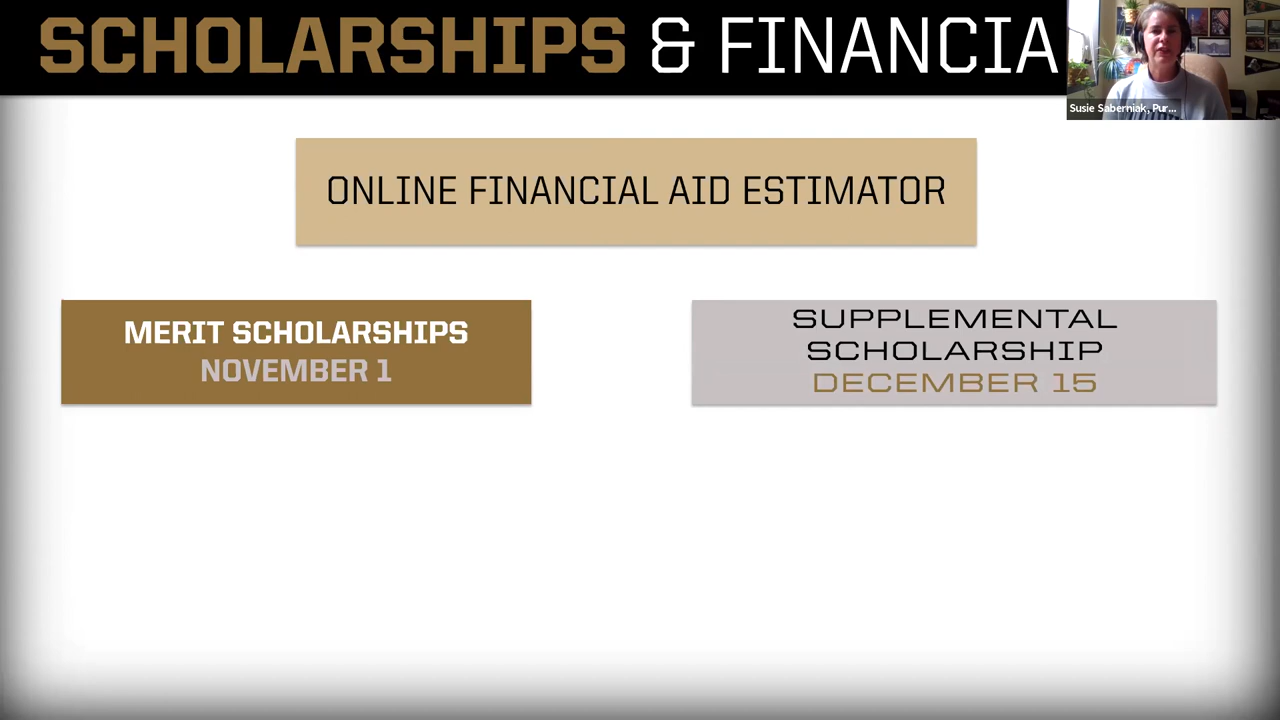 SCHOLARSHIPS & FINANCIA
Susie Saberniak, Pur...
ONLINE FINANCIAL AID ESTIMATOR
MERIT SCHOLARSHIPS
NOVEMBER 1
SUPPLEMENTAL
SCHOLARSHIP
DECEMBER 15